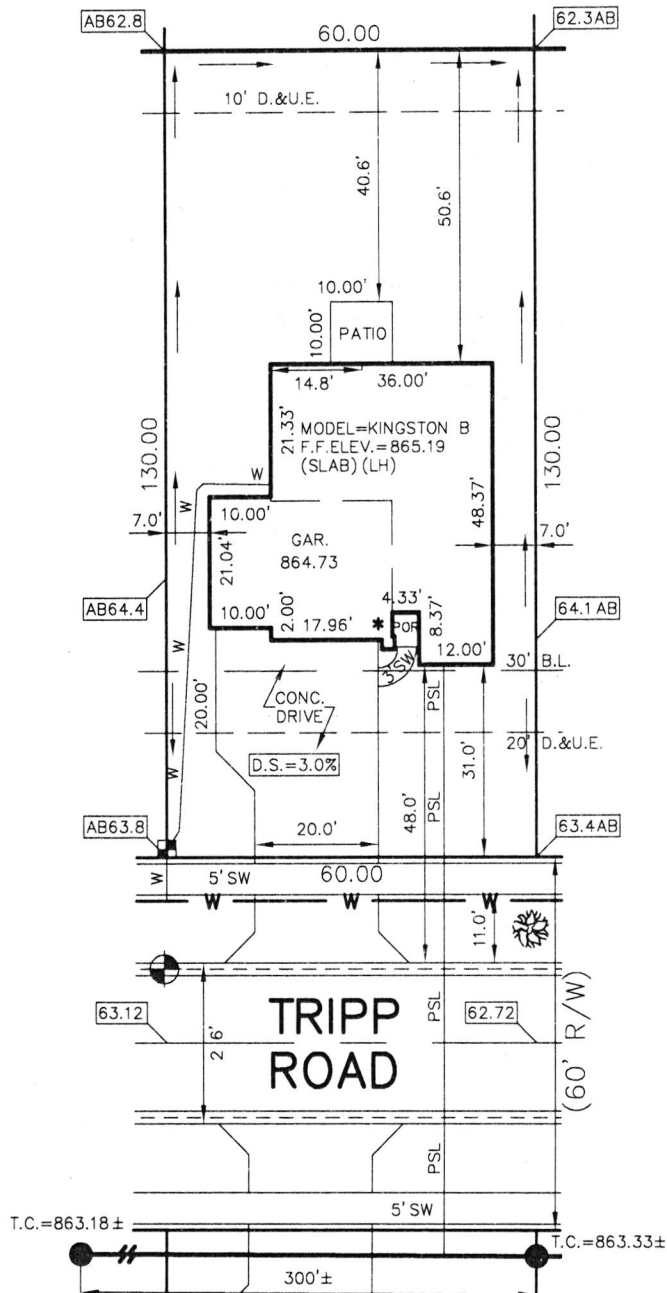 AB62.8
60.00
62.3AB
10' D.&U.E.
40.6'
50.6'
10.00'
10.00'
PATIO
14.8'
36.00'
21.33'
MODEL=KINGSTON B
F.F.ELEV.=865.19
(SLAB) (LH)
130.00
130.00
W
W
48.37'
7.0'
10.00'
7.0'
21.04'
GAR.
864.73
AB64.4
64.1 AB
4.33'
10.00'
2.00'
17.96'
*
POR
8.37'
12.00'
W
3' SW
30' B.L.
20.00'
CONC.
DRIVE
PSL
W
20' D.&U.E.
D.S.=3.0%
31.0'
48.0'
PSL
AB63.8
20.0'
63.4AB
W
5' SW
60.00
W
W
W
11.0'
63.12
TRIPP
ROAD
62.72
26'
PSL
(60' R/W)
PSL
5' SW
T.C.=863.18±
T.C.=863.33±
300'±